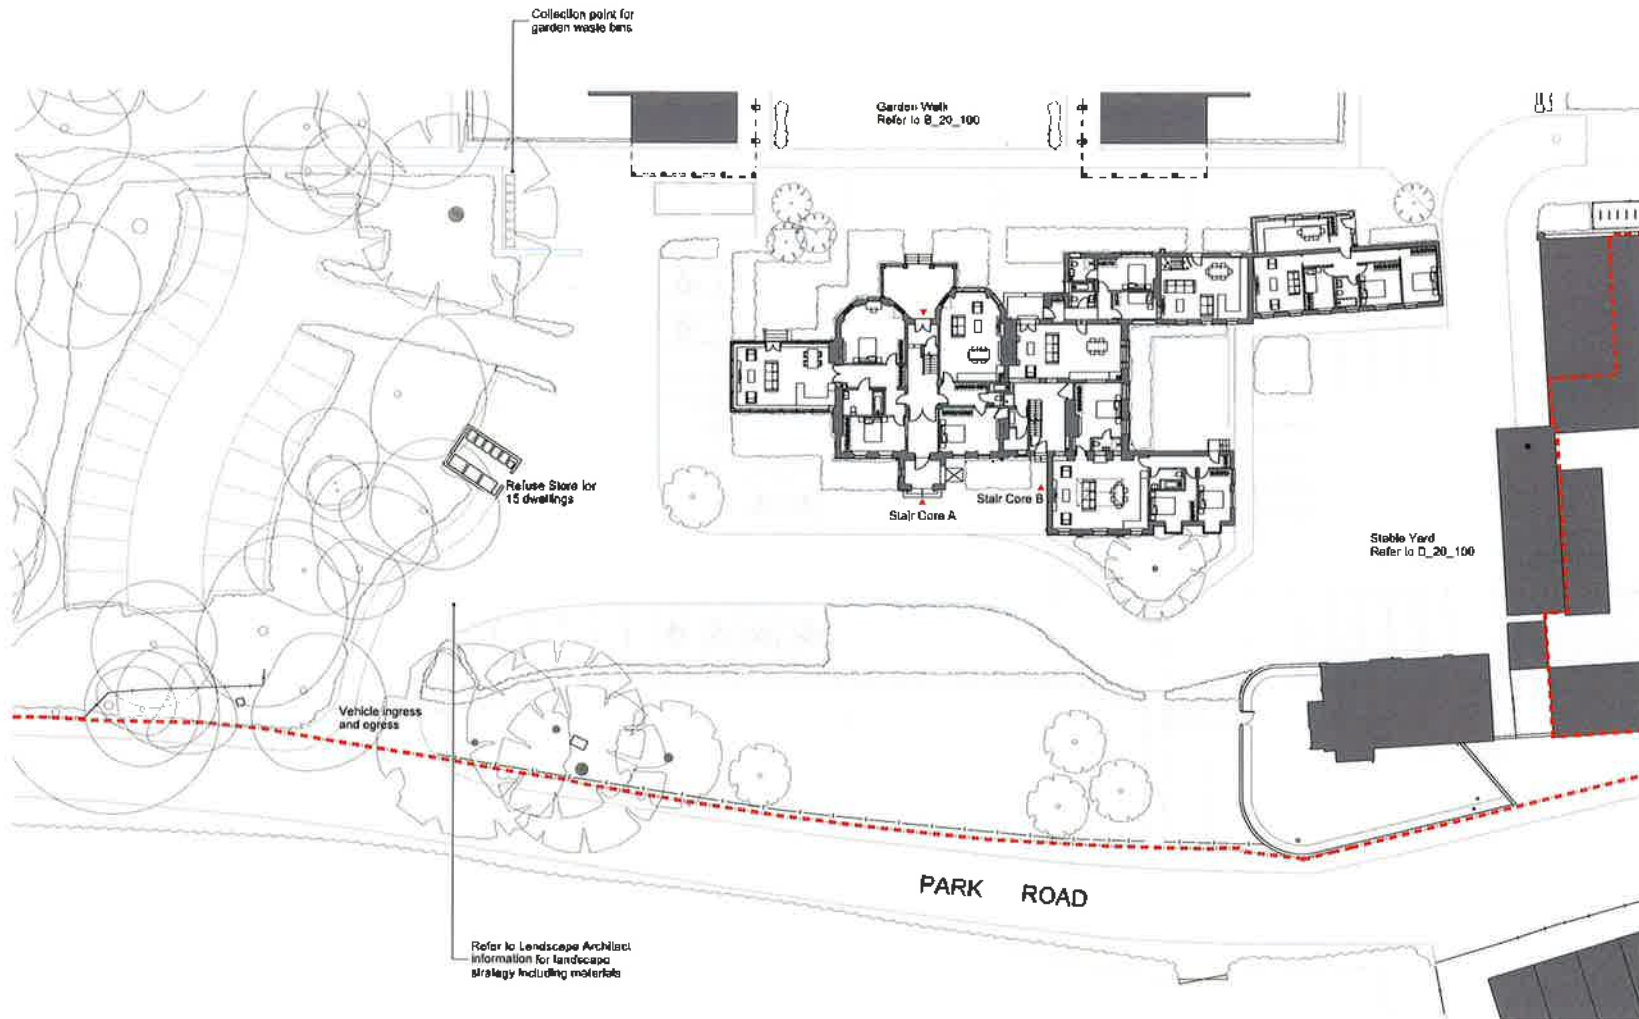 Collection point for
garden waste bins
Garden Walk
Refer to B_20_100
Refuse Store for
15 dwellings
Stair Core A
Stair Core B
Stable Yard
Refer to D_20_100
Vehicle ingress
and egress
PARK ROAD
Refer to Landscape Architect
information for landscape
strategy including materials